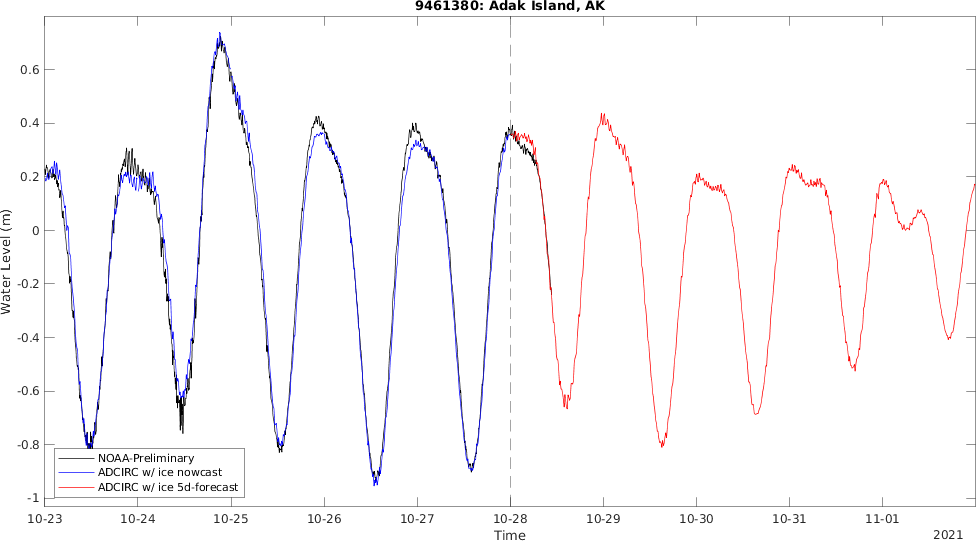 9461380: Adak Island, AK
Water Level (m)
0.6
0.4
0.2
0
-0.2
-0.4
-0.6
-0.8
-1
NOAA-Preliminary
ADCIRC w/ ice nowcast
ADCIRC w/ ice 5d-forecast
10-23 10-24 10-25 10-26 10-27 10-28 10-29 10-30 10-31 11-01
Time
2021